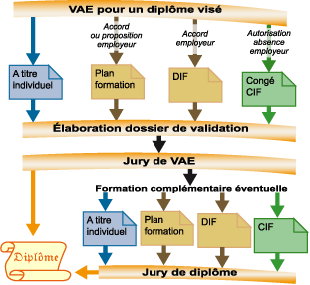 VAE pour un diplôme visé
Accord
ou proposition
employeur
Accord
employeur
Autorisation
absence
employeur
A titre
individuel
Plan
formation
DIF
Congé
CIF
Élaboration dossier de validation
Jury de VAE
Formation complémentaire éventuelle
A titre
individuel
Plan
formation
DIF
CIF
Diplôme
Jury de diplôme